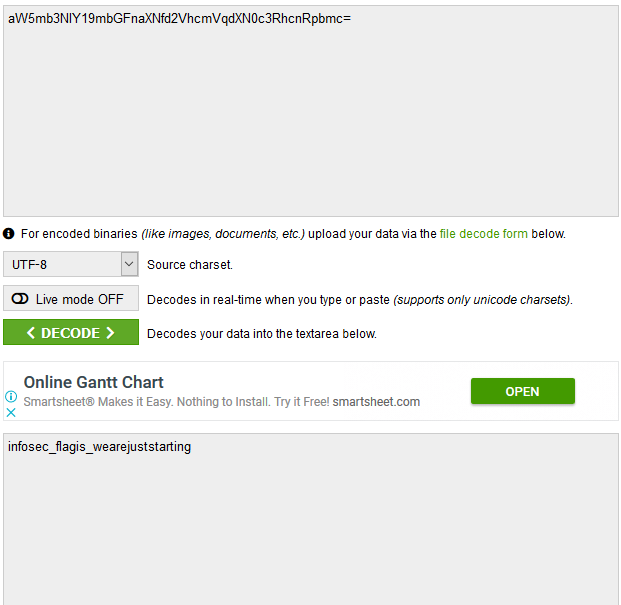 aW5mb3NlY19mbGFnaXNfd2VhcmVqdXN0c3RhcnRpbmc=
For encoded binaries (like images, documents, etc.) upload your data via the file decode form below.
UTF-8 Source charset.
Live mode OFF Decodes in real-time when you type or paste (supports only unicode charsets).
< DECODE > Decodes your data into the textarea below.
Online Gantt Chart
Smartsheet® Makes it Easy. Nothing to Install. Try it Free! smartsheet.com
OPEN
infosec_flagis_wearejuststarting